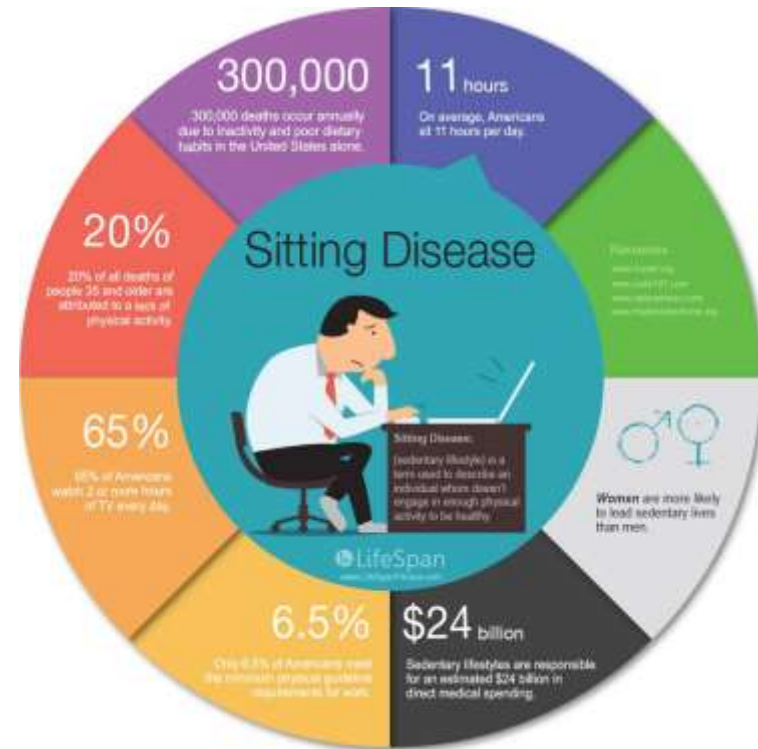 Sitting Disease
300,000
300,000 deaths occur annually
due to inactivity and poor dietary
habits in the United States alone.
11 hours
On average, Americans
sit 11 hours per day.
Women are more likely
to lead sedentary lives
than men.
$24 billion
Sedentary lifestyles are responsible
for an estimated $24 billion in
direct medical spending.
6.5%
Only 6.5% of Americans meet
the minimum physical guideline
requirements for work.
65%
65% of Americans
watch 2 or more hours
of TV every day.
20%
20% of all deaths of
people 35 and older are
attributed to a lack of
physical activity.
Sitting Disease:
(sedentary lifestyle) is a
term used to describe an
individual whom doesn't
engage in enough physical
activity to be healthy.
LifeSpan